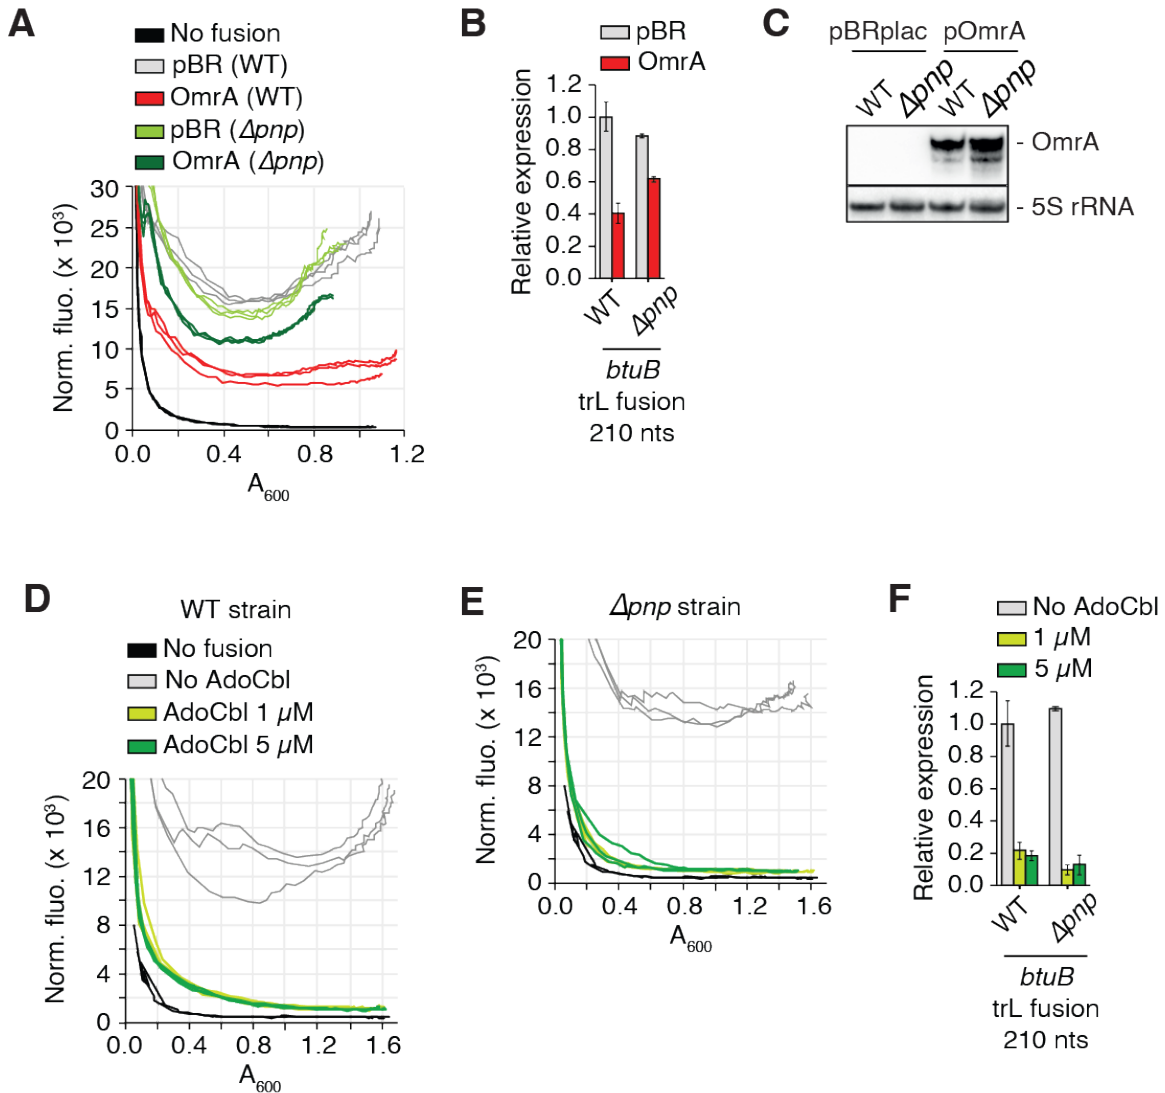 A
No fusion
pBR (WT)
OmrA (WT)
pBR (Δpnp)
OmrA (Δpnp)
30
25
20
15
10
5
0
Norm. fluo. (x 10³)
0.0 0.4 0.8 1.2
A₆₀₀
B
pBR
OmrA
1.2
1.0
0.8
0.6
0.4
0.2
0.0
Relative expression
WT Δpnp
btuB
trL fusion
210 nts
C
pBRplac pOmrA
WT Δpnp WT Δpnp
- OmrA
- 5S rRNA
D
WT strain
No fusion
No AdoCbl
AdoCbl 1 µM
AdoCbl 5 µM
20
16
12
8
4
0
Norm. fluo. (x 10³)
0.0 0.4 0.8 1.2 1.6
A₆₀₀
E
Δpnp strain
20
16
12
8
4
0
Norm. fluo. (x 10³)
0.0 0.4 0.8 1.2 1.6
A₆₀₀
F
No AdoCbl
1 µM
5 µM
1.2
1.0
0.8
0.6
0.4
0.2
0.0
Relative expression
WT Δpnp
btuB
trL fusion
210 nts